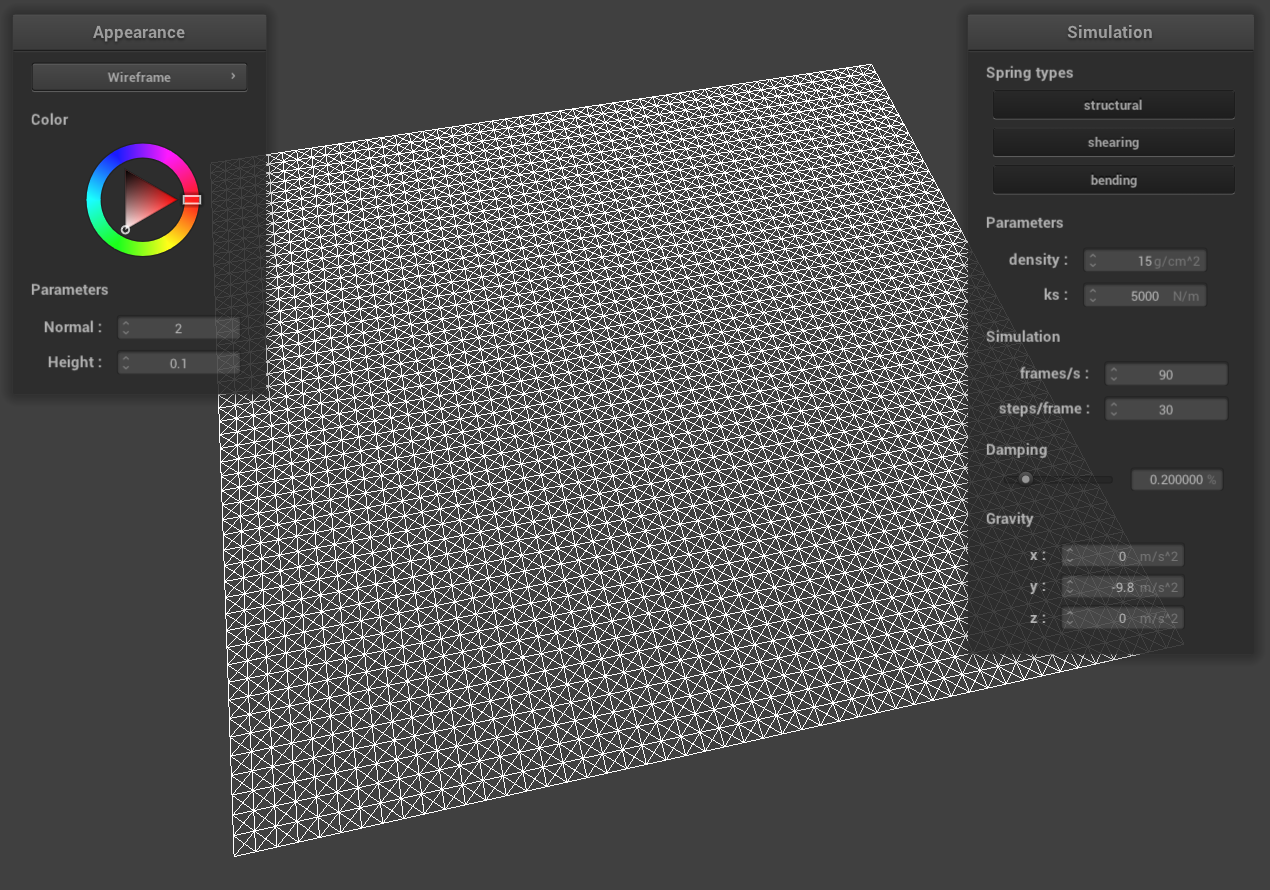 Appearance
Wireframe
Color
Parameters
Normal : 2
Height : 0.1
Simulation
Spring types
structural
shearing
bending
Parameters
density : 15 g/cm^2
ks : 5000 N/m
Simulation
frames/s : 90
steps/frame : 30
Damping
0.200000 %
Gravity
x : 0 m/s^2
y : -9.8 m/s^2
z : 0 m/s^2